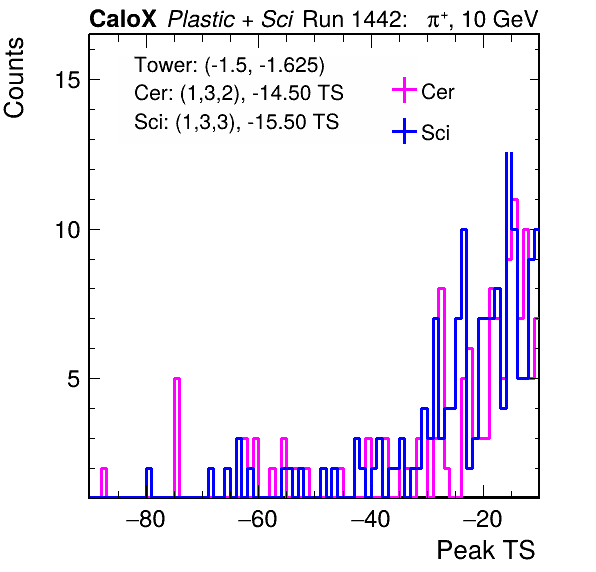 CaloX Plastic + Sci Run 1442: π⁺, 10 GeV
Counts
Tower: (-1.5, -1.625)
Cer: (1,3,2), -14.50 TS
Sci: (1,3,3), -15.50 TS
Cer
Sci
15
10
5
−80 −60 −40 −20
Peak TS